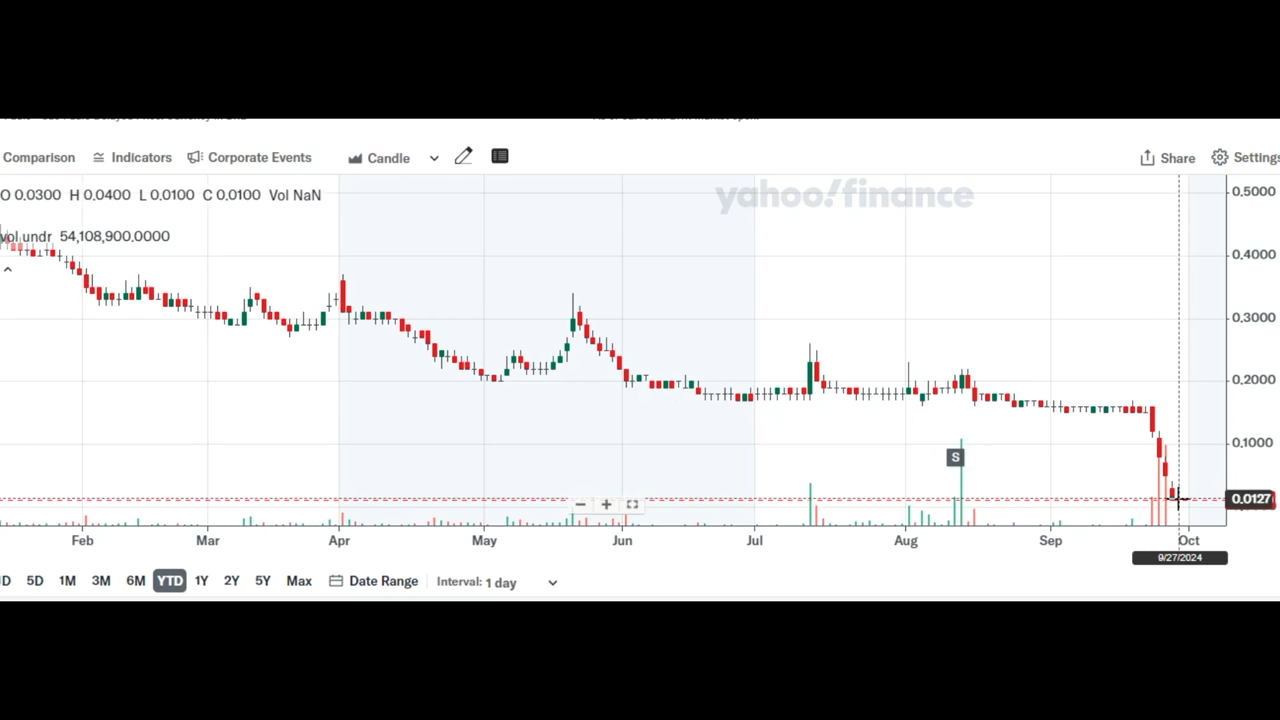 Comparison Indicators Corporate Events Candle Share Settings
O 0.0300 H 0.0400 L 0.0100 C 0.0100 Vol NaN
yahoo!finance
vol undr 54,108,900.0000
0.5000
0.4000
0.3000
0.2000
0.1000
S
0.0127
Feb Mar Apr May Jun Jul Aug Sep Oct
9/27/2024
D 5D 1M 3M 6M YTD 1Y 2Y 5Y Max Date Range Interval: 1 day